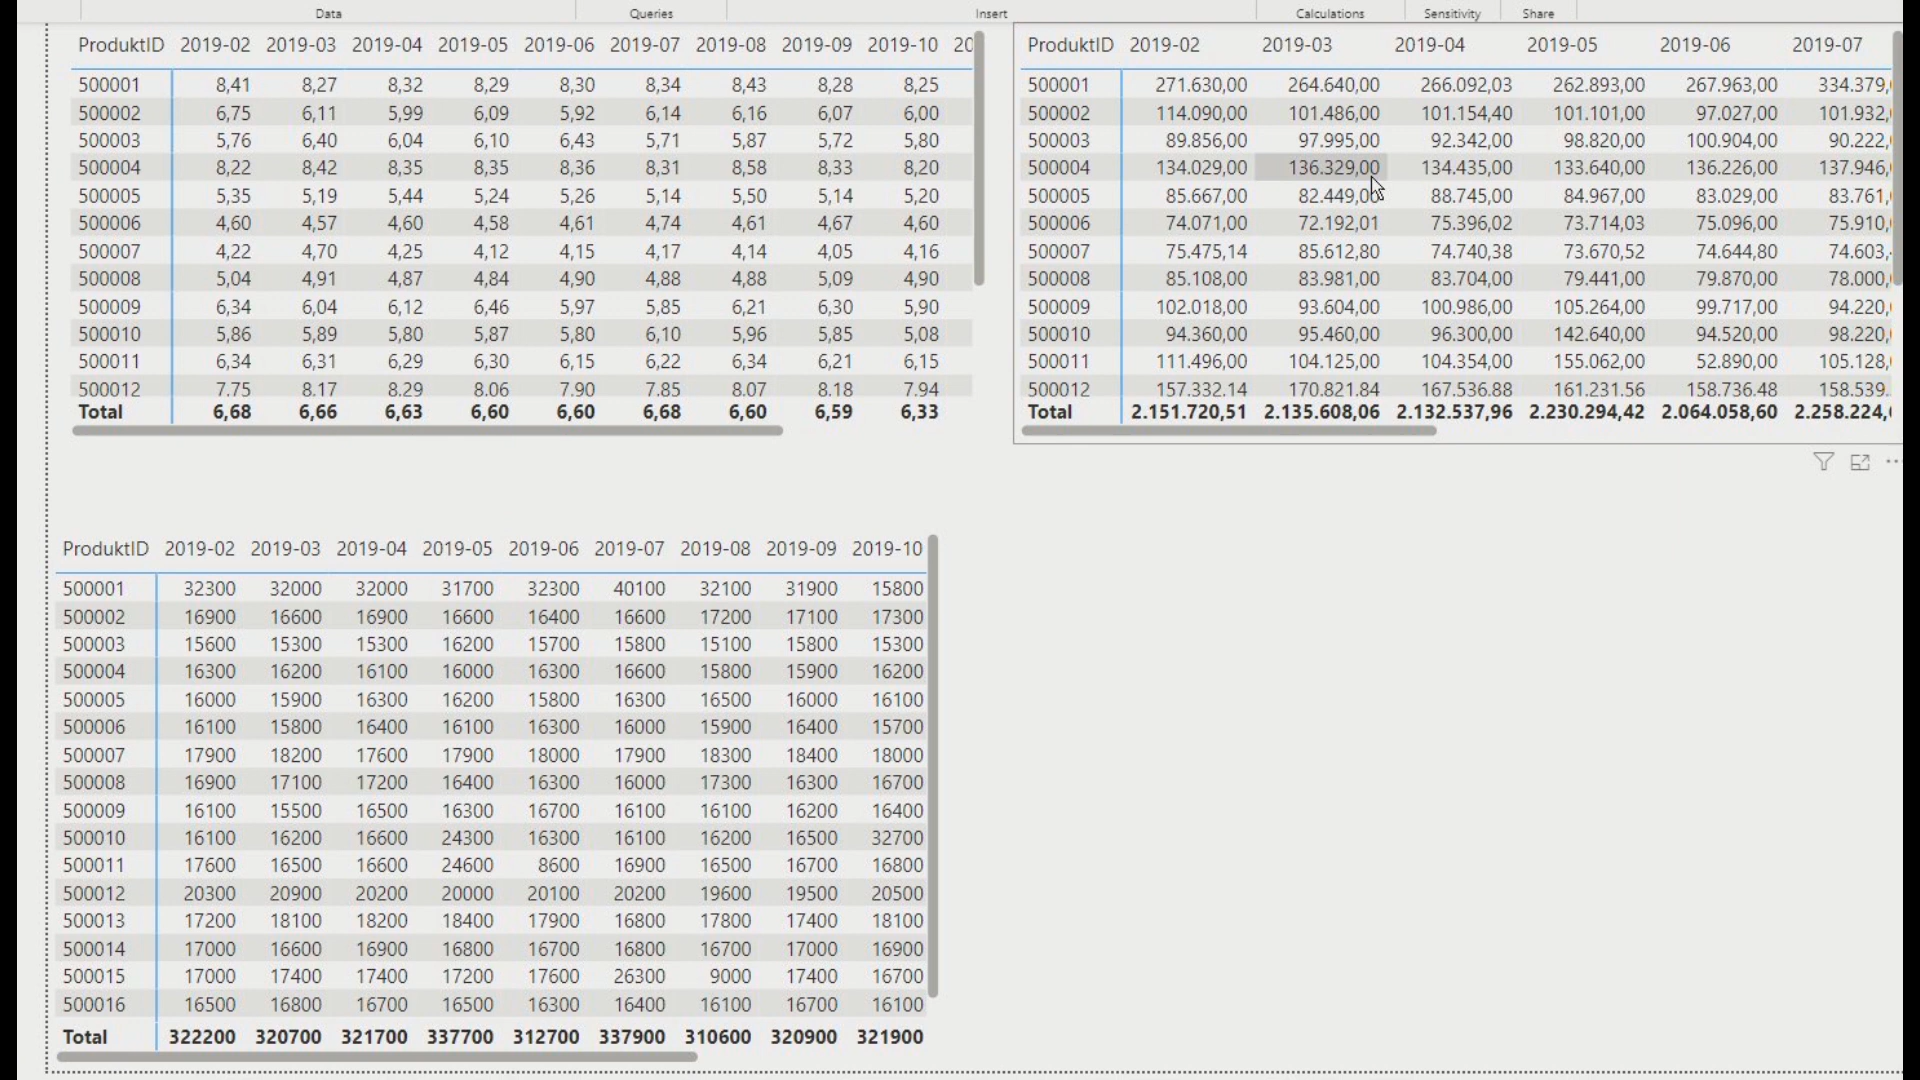 Data Queries Insert Calculations Sensitivity Share
ProduktID 2019-02 2019-03 2019-04 2019-05 2019-06 2019-07 2019-08 2019-09 2019-10 20
500001 8,41 8,27 8,32 8,29 8,30 8,34 8,43 8,28 8,25
500002 6,75 6,11 5,99 6,09 5,92 6,14 6,16 6,07 6,00
500003 5,76 6,40 6,04 6,10 6,43 5,71 5,87 5,72 5,80
500004 8,22 8,42 8,35 8,35 8,36 8,31 8,58 8,33 8,20
500005 5,35 5,19 5,44 5,24 5,26 5,14 5,50 5,14 5,20
500006 4,60 4,57 4,60 4,58 4,61 4,74 4,61 4,67 4,60
500007 4,22 4,70 4,25 4,12 4,15 4,17 4,14 4,05 4,16
500008 5,04 4,91 4,87 4,84 4,90 4,88 4,88 5,09 4,90
500009 6,34 6,04 6,12 6,46 5,97 5,85 6,21 6,30 5,90
500010 5,86 5,89 5,80 5,87 5,80 6,10 5,96 5,85 5,08
500011 6,34 6,31 6,29 6,30 6,15 6,22 6,34 6,21 6,15
500012 7,75 8,17 8,29 8,06 7,90 7,85 8,07 8,18 7,94
Total 6,68 6,66 6,63 6,60 6,60 6,68 6,60 6,59 6,33
ProduktID 2019-02 2019-03 2019-04 2019-05 2019-06 2019-07
500001 271.630,00 264.640,00 266.092,03 262.893,00 267.963,00 334.379,
500002 114.090,00 101.486,00 101.154,40 101.101,00 97.027,00 101.932,
500003 89.856,00 97.995,00 92.342,00 98.820,00 100.904,00 90.222,
500004 134.029,00 136.329,00 134.435,00 133.640,00 136.226,00 137.946,
500005 85.667,00 82.449,00 88.745,00 84.967,00 83.029,00 83.761,
500006 74.071,00 72.192,01 75.396,02 73.714,03 75.096,00 75.910,
500007 75.475,14 85.612,80 74.740,38 73.670,52 74.644,80 74.603,
500008 85.108,00 83.981,00 83.704,00 79.441,00 79.870,00 78.000,
500009 102.018,00 93.604,00 100.986,00 105.264,00 99.717,00 94.220,
500010 94.360,00 95.460,00 96.300,00 142.640,00 94.520,00 98.220,
500011 111.496,00 104.125,00 104.354,00 155.062,00 52.890,00 105.128,
500012 157.332,14 170.821,84 167.536,88 161.231,56 158.736,48 158.539,
Total 2.151.720,51 2.135.608,06 2.132.537,96 2.230.294,42 2.064.058,60 2.258.224,
ProduktID 2019-02 2019-03 2019-04 2019-05 2019-06 2019-07 2019-08 2019-09 2019-10
500001 32300 32000 32000 31700 32300 40100 32100 31900 15800
500002 16900 16600 16900 16600 16400 16600 17200 17100 17300
500003 15600 15300 15300 16200 15700 15800 15100 15800 15300
500004 16300 16200 16100 16000 16300 16600 15800 15900 16200
500005 16000 15900 16300 16200 15800 16300 16500 16000 16100
500006 16100 15800 16400 16100 16300 16000 15900 16400 15700
500007 17900 18200 17600 17900 18000 17900 18300 18400 18000
500008 16900 17100 17200 16400 16300 16000 17300 16300 16700
500009 16100 15500 16500 16300 16700 16100 16100 16200 16400
500010 16100 16200 16600 24300 16300 16100 16200 16500 32700
500011 17600 16500 16600 24600 8600 16900 16500 16700 16800
500012 20300 20900 20200 20000 20100 20200 19600 19500 20500
500013 17200 18100 18200 18400 17900 16800 17800 17400 18100
500014 17000 16600 16900 16800 16700 16800 16700 17000 16900
500015 17000 17400 17400 17200 17600 26300 9000 17400 16700
500016 16500 16800 16700 16500 16300 16400 16100 16700 16100
Total 322200 320700 321700 337700 312700 337900 310600 320900 321900